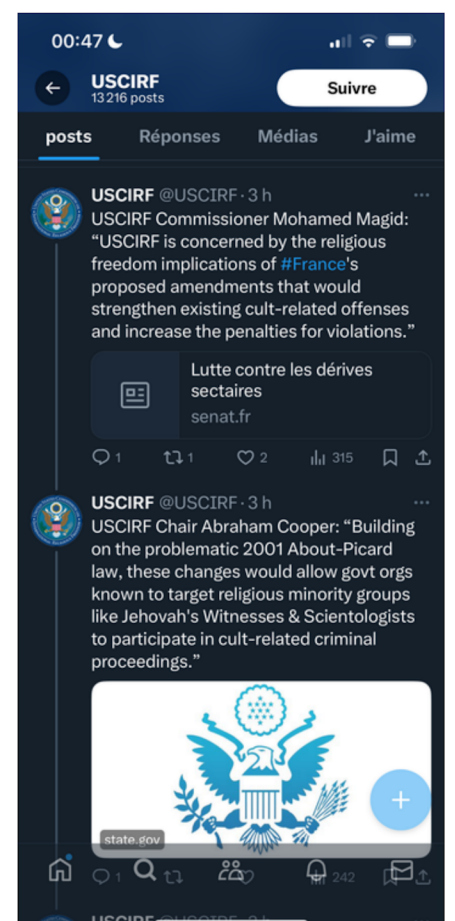 00:47
USCIRF
13 216 posts
Suivre
posts Réponses Médias J'aime
USCIRF @USCIRF · 3 h
USCIRF Commissioner Mohamed Magid:
“USCIRF is concerned by the religious
freedom implications of #France's
proposed amendments that would
strengthen existing cult-related offenses
and increase the penalties for violations.”
Lutte contre les dérives
sectaires
senat.fr
1 1 2 315
USCIRF @USCIRF · 3 h
USCIRF Chair Abraham Cooper: “Building
on the problematic 2001 About-Picard
law, these changes would allow govt orgs
known to target religious minority groups
like Jehovah's Witnesses & Scientologists
to participate in cult-related criminal
proceedings.”
state.gov
1 242
USCIRF @USCIRF